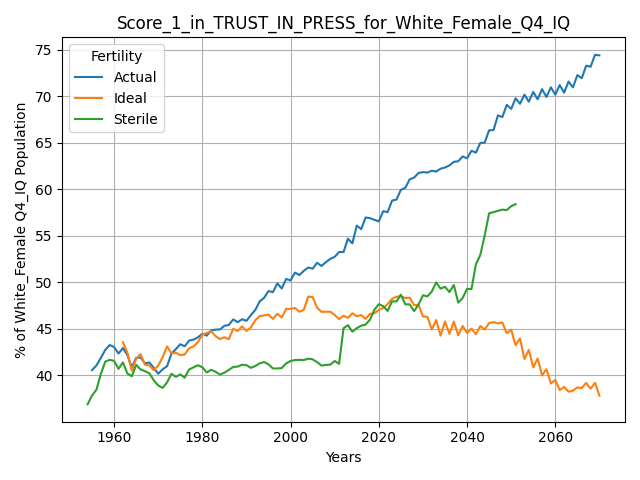 Score_1_in_TRUST_IN_PRESS_for_White_Female_Q4_IQ
% of White_Female Q4_IQ Population
75
70
65
60
55
50
45
40
Fertility
Actual
Ideal
Sterile
1960 1980 2000 2020 2040 2060
Years